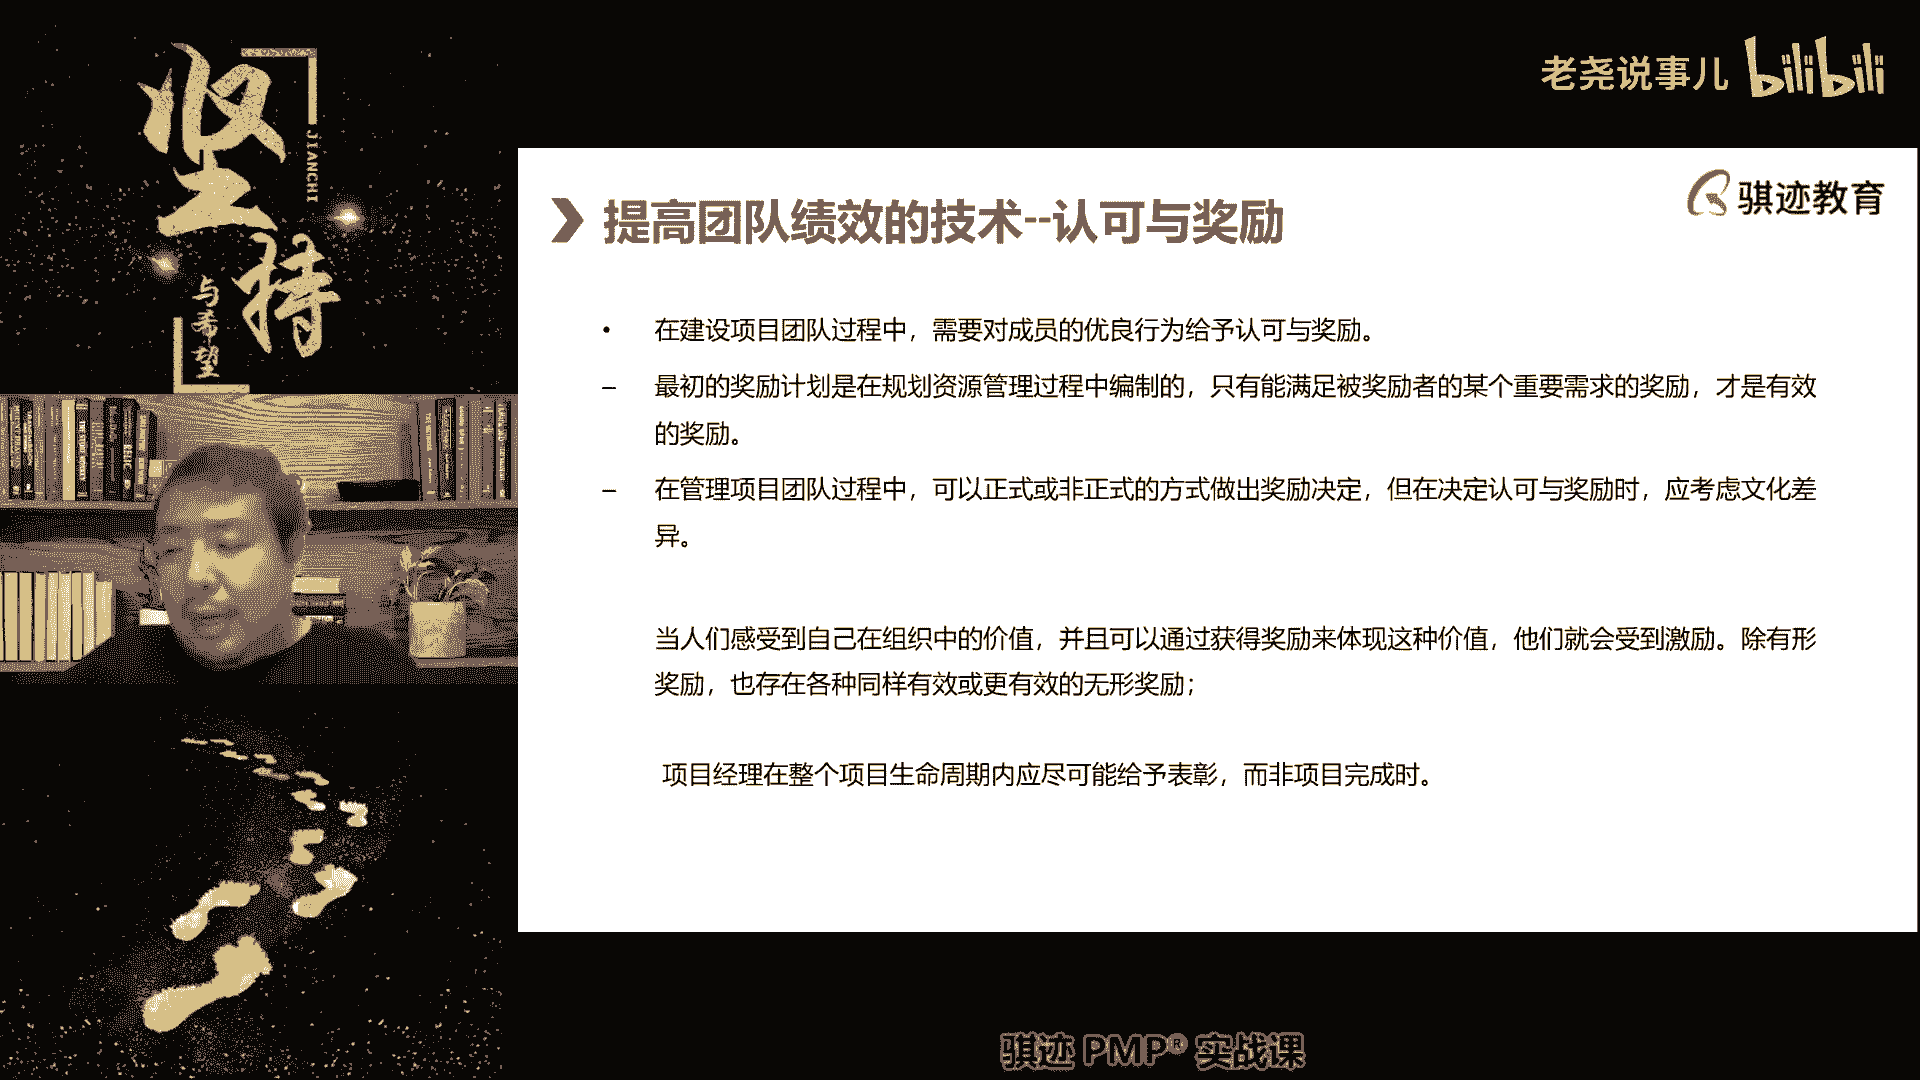 坚持
JIANCHI
与希望
老尧说事儿 bilibili
骐迹教育
提高团队绩效的技术--认可与奖励
• 在建设项目团队过程中，需要对成员的优良行为给予认可与奖励。
– 最初的奖励计划是在规划资源管理过程中编制的，只有能满足被奖励者的某个重要需求的奖励，才是有效
的奖励。
– 在管理项目团队过程中，可以正式或非正式的方式做出奖励决定，但在决定认可与奖励时，应考虑文化差
异。
当人们感受到自己在组织中的价值，并且可以通过获得奖励来体现这种价值，他们就会受到激励。除有形
奖励，也存在各种同样有效或更有效的无形奖励；
项目经理在整个项目生命周期内应尽可能给予表彰，而非项目完成时。
骐迹 PMP® 实战课